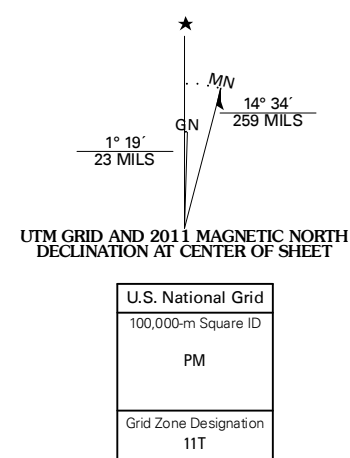 ★
MN
GN
1° 19´
23 MILS
14° 34´
259 MILS
UTM GRID AND 2011 MAGNETIC NORTH
DECLINATION AT CENTER OF SHEET
U.S. National Grid
100,000-m Square ID
PM
Grid Zone Designation
11T